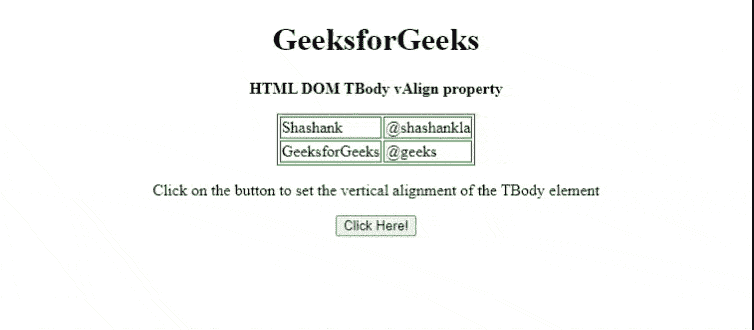 GeeksforGeeks
HTML DOM TBody vAlign property
Shashank @shashankla
GeeksforGeeks @geeks
Click on the button to set the vertical alignment of the TBody element
Click Here!